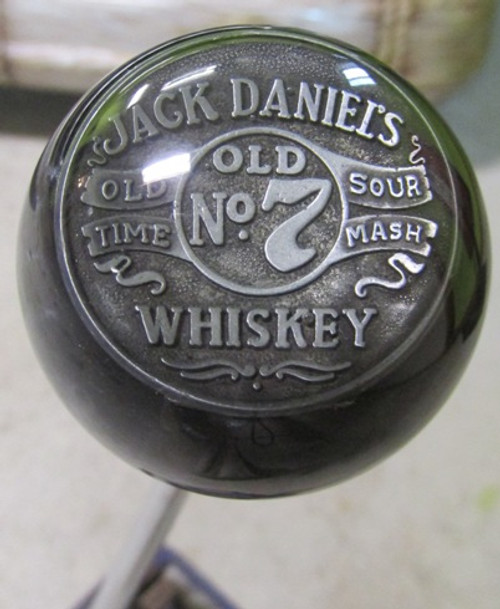 JACK DANIEL'S
OLD
OLD No. 7 SOUR
TIME MASH
WHISKEY